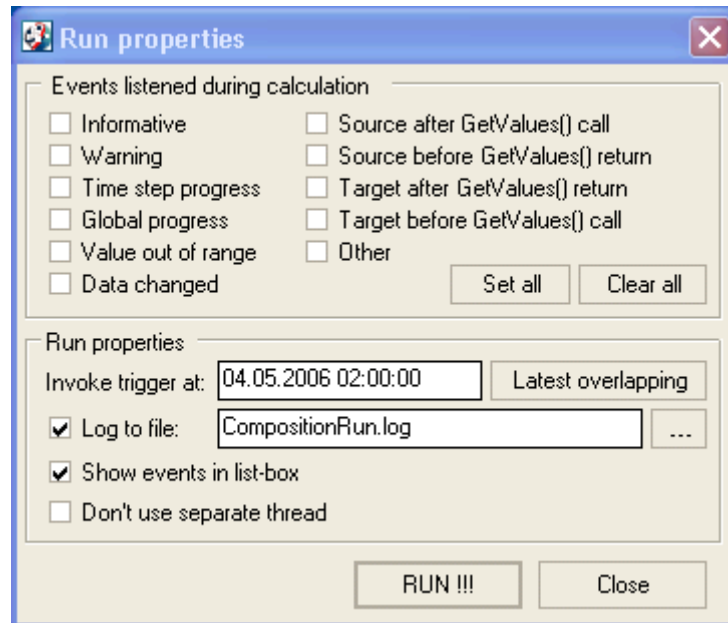 Run properties
Events listened during calculation
Informative
Source after GetValues() call
Warning
Source before GetValues() return
Time step progress
Target after GetValues() return
Global progress
Target before GetValues() call
Value out of range
Other
Data changed
Set all
Clear all
Run properties
Invoke trigger at: 04.05.2006 02:00:00 Latest overlapping
Log to file: CompositionRun.log ...
Show events in list-box
Don't use separate thread
RUN !!!
Close